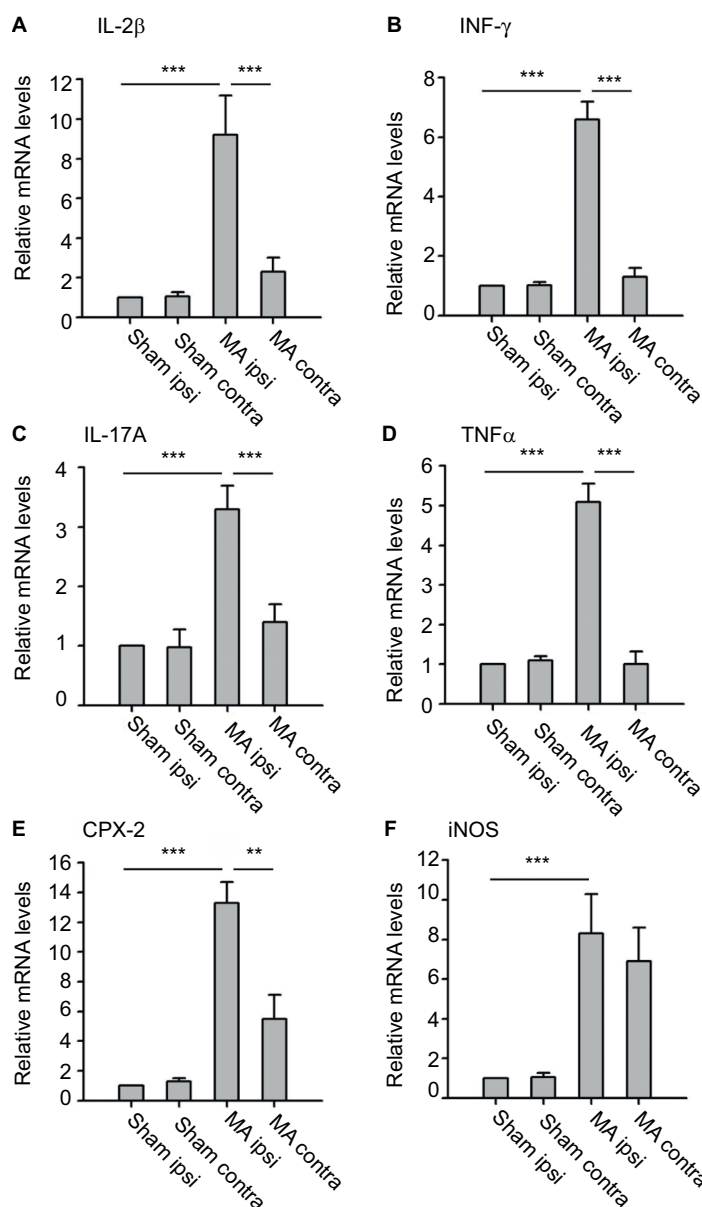 A IL-2β
*** ***
Relative mRNA levels
12
10
8
6
4
2
0
Sham ipsi
Sham contra
MA ipsi
MA contra
B INF-γ
*** ***
Relative mRNA levels
8
6
4
2
0
Sham ipsi
Sham contra
MA ipsi
MA contra
C IL-17A
*** ***
Relative mRNA levels
4
3
2
1
0
Sham ipsi
Sham contra
MA ipsi
MA contra
D TNFα
*** ***
Relative mRNA levels
6
5
4
3
2
1
0
Sham ipsi
Sham contra
MA ipsi
MA contra
E CPX-2
*** **
Relative mRNA levels
16
14
12
10
8
6
4
2
0
Sham ipsi
Sham contra
MA ipsi
MA contra
F iNOS
***
Relative mRNA levels
12
10
8
6
4
2
0
Sham ipsi
Sham contra
MA ipsi
MA contra